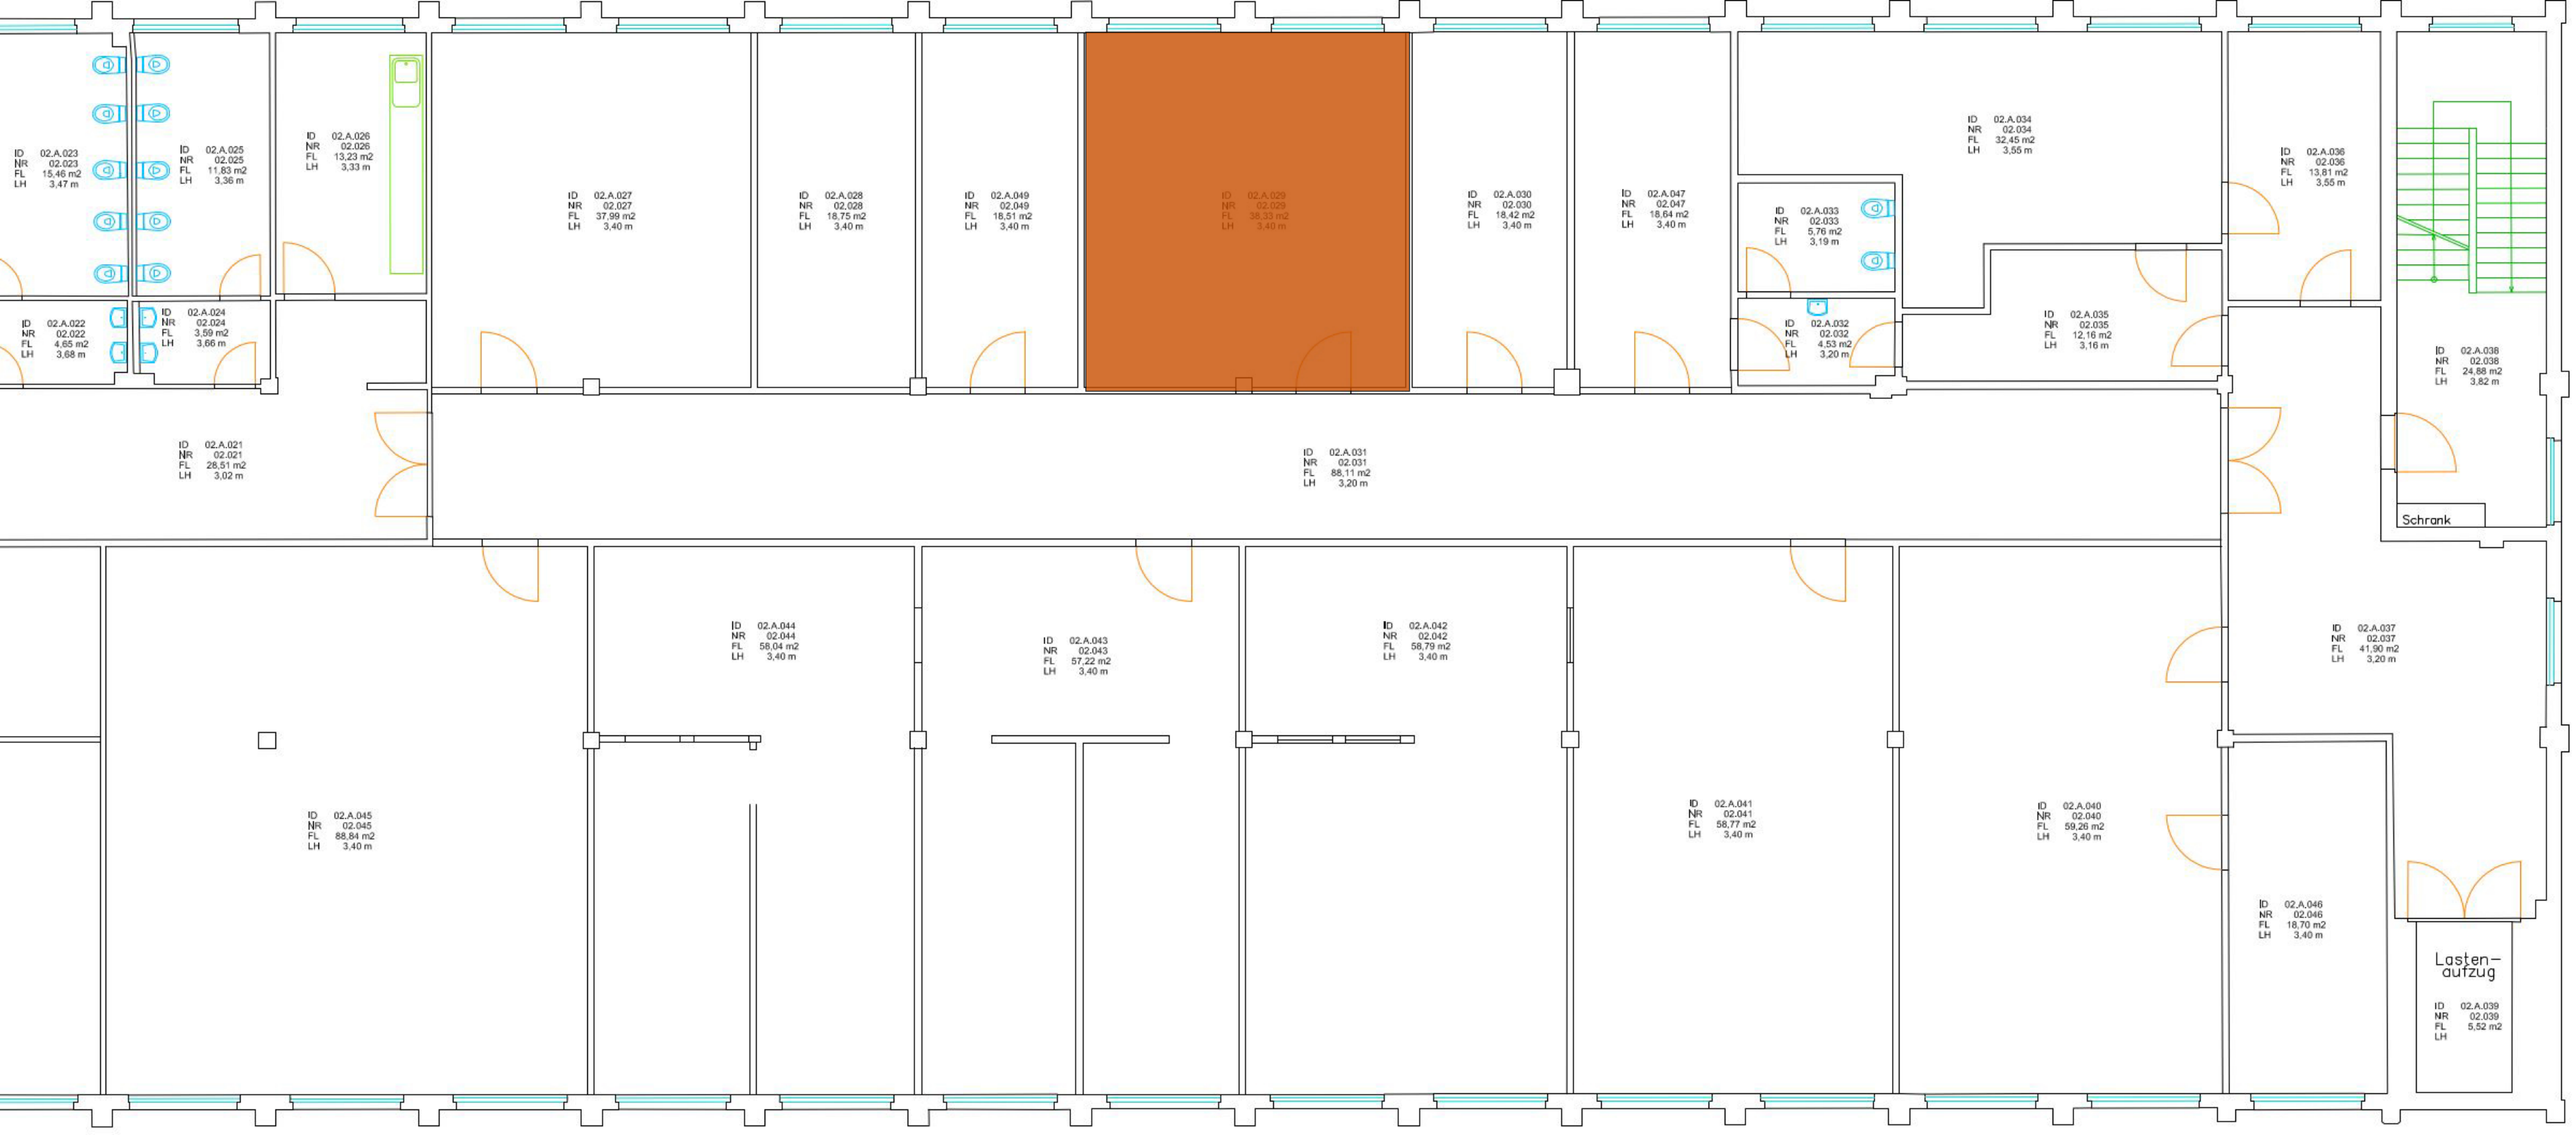 ID 02.A.023
NR 02.023
FL 15,46 m2
LH 3,47 m
ID 02.A.025
NR 02.025
FL 11,83 m2
LH 3,36 m
ID 02.A.026
NR 02.026
FL 13,23 m2
LH 3,33 m
ID 02.A.027
NR 02.027
FL 37,99 m2
LH 3,40 m
ID 02.A.028
NR 02.028
FL 18,75 m2
LH 3,40 m
ID 02.A.049
NR 02.049
FL 18,51 m2
LH 3,40 m
ID 02.A.029
NR 02.029
FL 38,33 m2
LH 3,40 m
ID 02.A.030
NR 02.030
FL 18,42 m2
LH 3,40 m
ID 02.A.047
NR 02.047
FL 18,64 m2
LH 3,40 m
ID 02.A.033
NR 02.033
FL 5,76 m2
LH 3,19 m
ID 02.A.034
NR 02.034
FL 32,45 m2
LH 3,55 m
ID 02.A.036
NR 02.036
FL 13,81 m2
LH 3,55 m
ID 02.A.022
NR 02.022
FL 4,65 m2
LH 3,68 m
ID 02.A.024
NR 02.024
FL 3,59 m2
LH 3,66 m
ID 02.A.032
NR 02.032
FL 4,53 m2
LH 3,20 m
ID 02.A.035
NR 02.035
FL 12,16 m2
LH 3,16 m
ID 02.A.038
NR 02.038
FL 24,88 m2
LH 3,82 m
ID 02.A.021
NR 02.021
FL 28,51 m2
LH 3,02 m
ID 02.A.031
NR 02.031
FL 88,11 m2
LH 3,20 m
Schrank
ID 02.A.044
NR 02.044
FL 58,04 m2
LH 3,40 m
ID 02.A.043
NR 02.043
FL 57,22 m2
LH 3,40 m
ID 02.A.042
NR 02.042
FL 58,79 m2
LH 3,40 m
ID 02.A.037
NR 02.037
FL 41,90 m2
LH 3,20 m
ID 02.A.045
NR 02.045
FL 88,84 m2
LH 3,40 m
ID 02.A.041
NR 02.041
FL 58,77 m2
LH 3,40 m
ID 02.A.040
NR 02.040
FL 59,26 m2
LH 3,40 m
ID 02.A.046
NR 02.046
FL 18,70 m2
LH 3,40 m
Lasten-
aufzug
ID 02.A.039
NR 02.039
FL 5,52 m2
LH